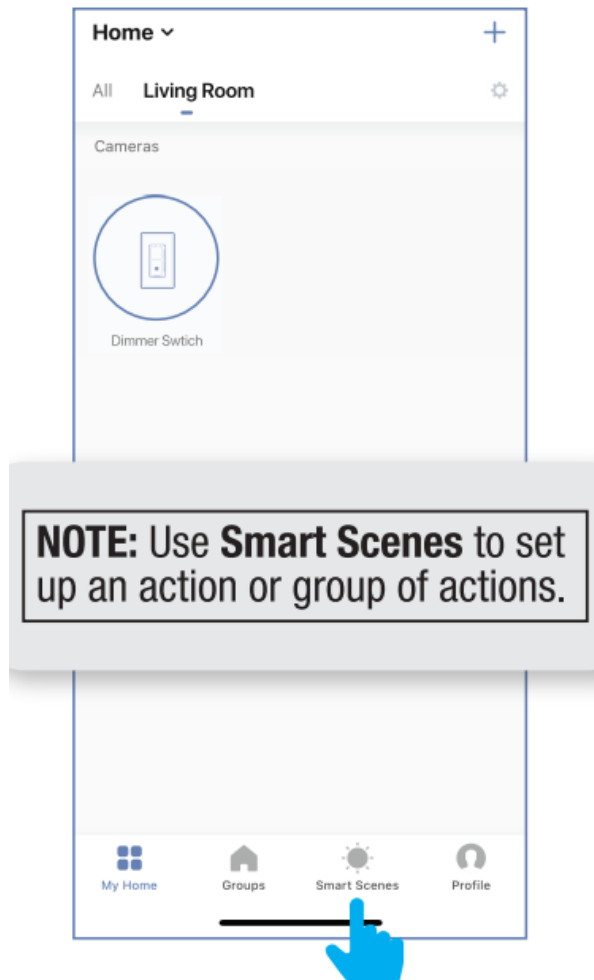 Home
All Living Room
Cameras
Dimmer Swtich
NOTE: Use Smart Scenes to set
up an action or group of actions.
My Home Groups Smart Scenes Profile